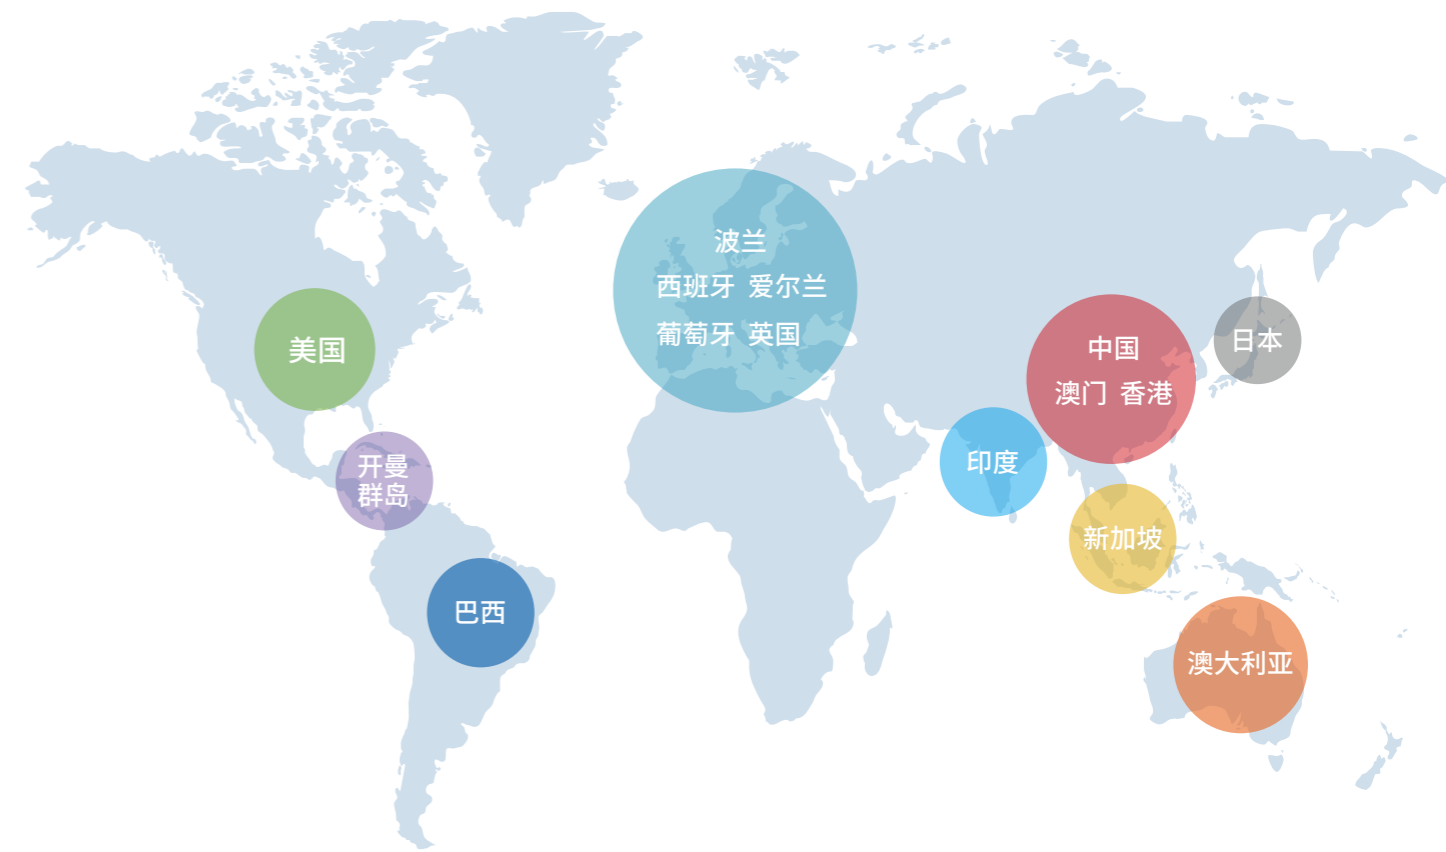 波兰
西班牙 爱尔兰
葡萄牙 英国
美国
中国
澳门 香港
日本
开曼
群岛
印度
新加坡
巴西
澳大利亚